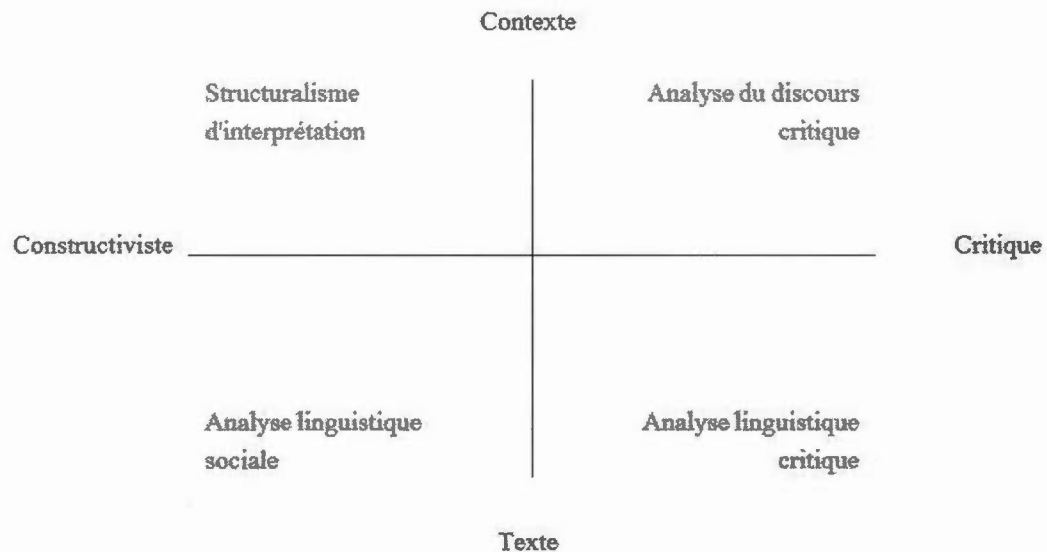 Contexte
Structuralisme
d'interprétation
Analyse du discours
critique
Constructiviste
Critique
Analyse linguistique
sociale
Analyse linguistique
critique
Texte